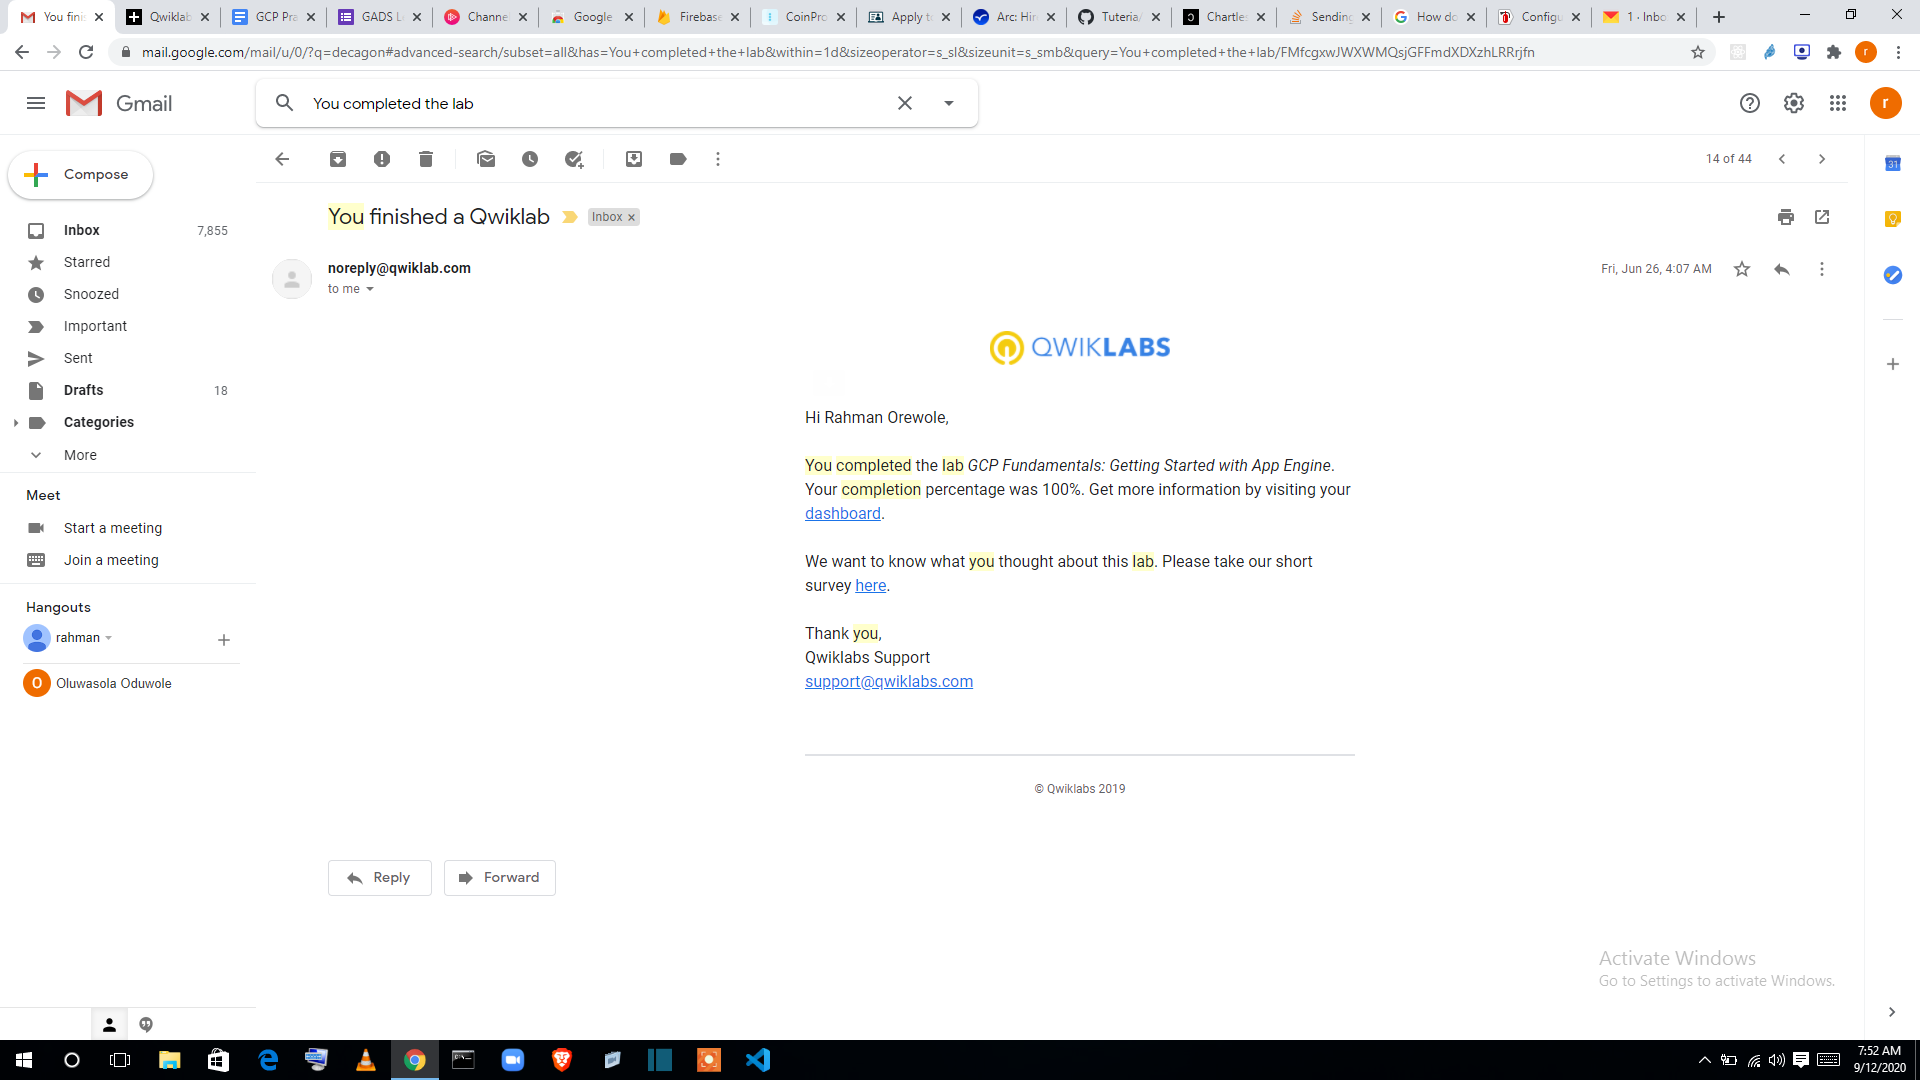 You finis
Qwiklab
GCP Pra
GADS L
Channel
Google
Firebase
CoinPro
Apply to
Arc: Hir
Tuteria/
Chartles
Sending
How do
Configu
1 · Inbo
mail.google.com/mail/u/0/?q=decagon#advanced-search/subset=all&has=You+completed+the+lab&within=1d&sizeoperator=s_sl&sizeunit=s_smb&query=You+completed+the+lab/FMfcgxwJWXWMQsjGFFmdXDXzhLRRrjfn
r
Gmail
You completed the lab
r
Compose
14 of 44
31
You finished a Qwiklab
Inbox ×
Inbox 7,855
Starred
Snoozed
Important
Sent
Drafts 18
Categories
More
noreply@qwiklab.com
Fri, Jun 26, 4:07 AM
to me
QWIKLABS
Hi Rahman Orewole,
You completed the lab GCP Fundamentals: Getting Started with App Engine.
Your completion percentage was 100%. Get more information by visiting your
dashboard.
We want to know what you thought about this lab. Please take our short
survey here.
Thank you,
Qwiklabs Support
support@qwiklabs.com
© Qwiklabs 2019
Meet
Start a meeting
Join a meeting
Hangouts
rahman
O
Oluwasola Oduwole
Reply
Forward
Activate Windows
Go to Settings to activate Windows.
7:52 AM
9/12/2020